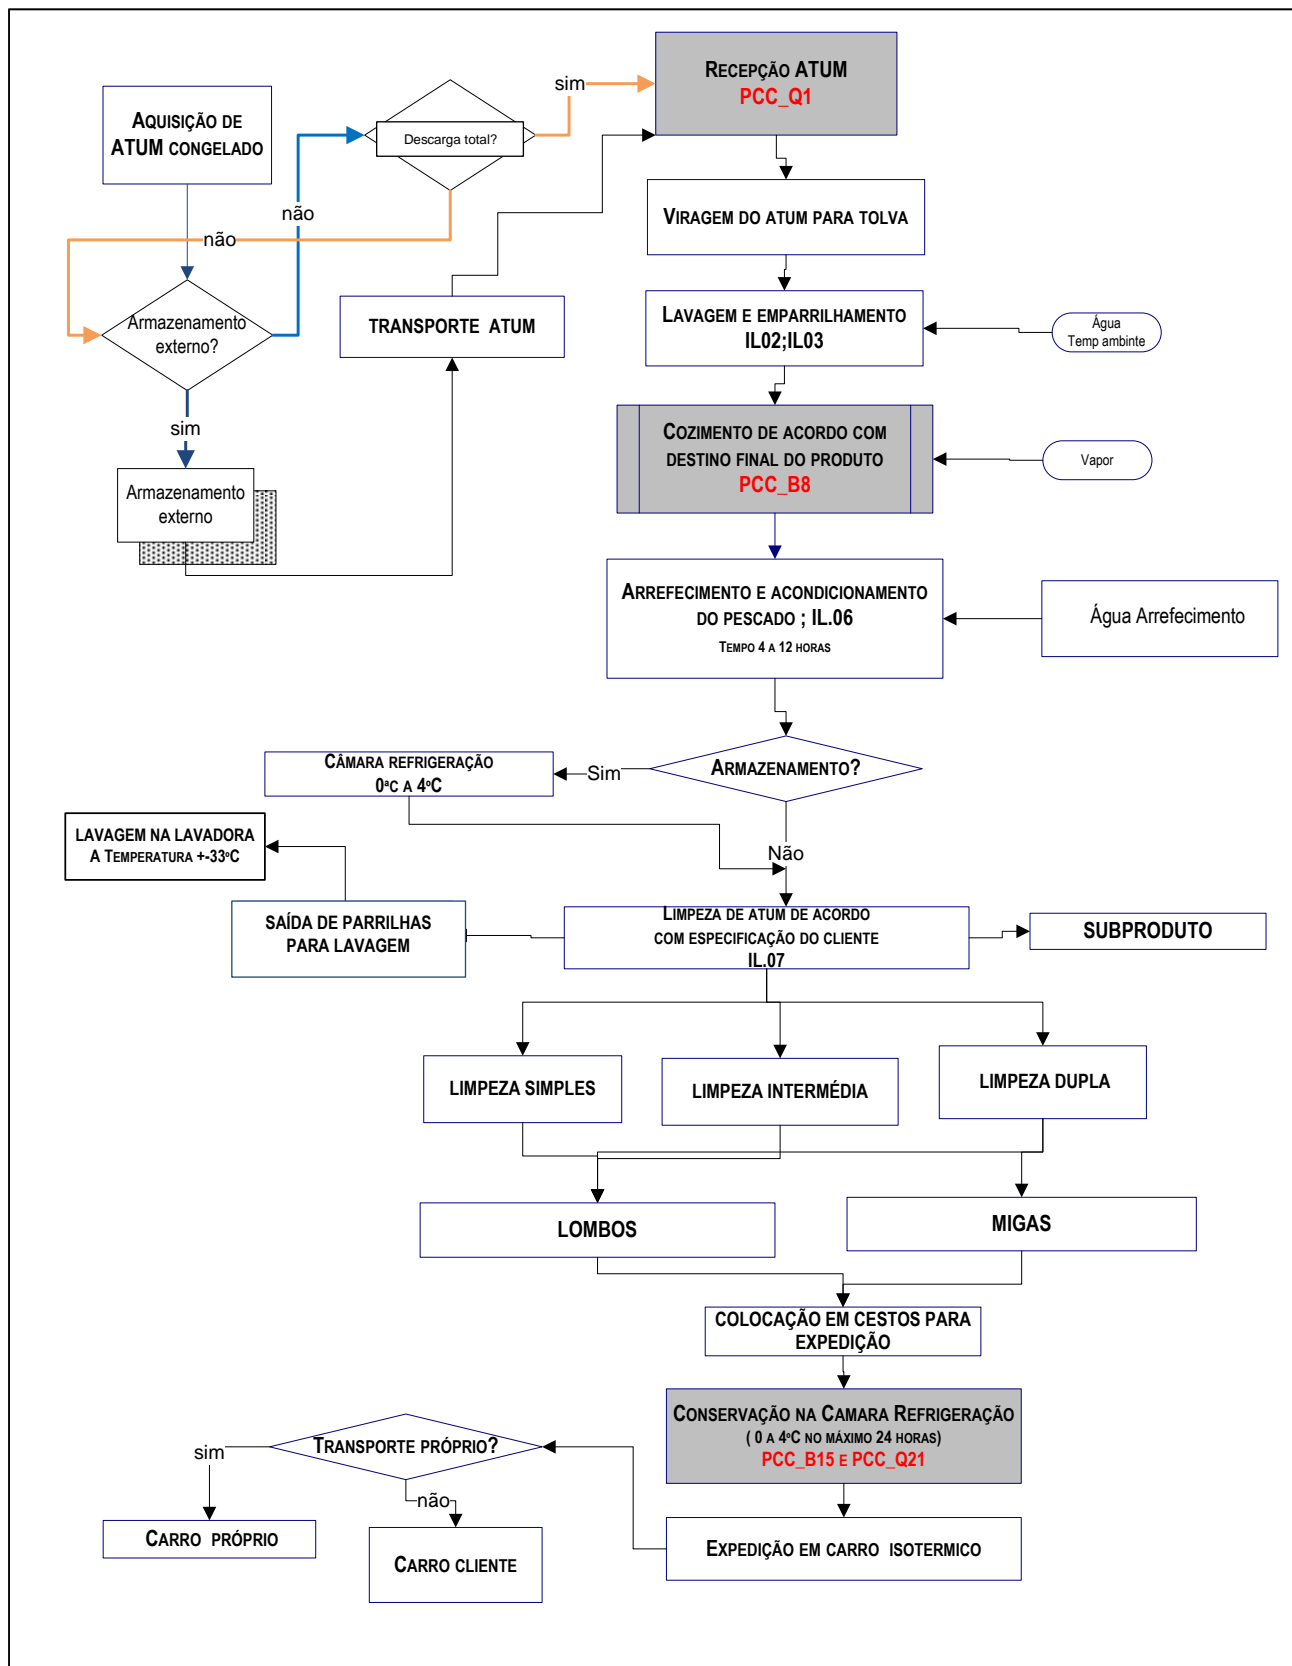 AQUISIÇÃO DE
ATUM CONGELADO
Descarga total?
sim
RECEPÇÃO ATUM
PCC_Q1
não
não
VIRAGEM DO ATUM PARA TOLVA
Armazenamento
externo?
TRANSPORTE ATUM
LAVAGEM E EMPARRILHAMENTO
IL02;IL03
Água
Temp ambinte
sim
Armazenamento
externo
COZIMENTO DE ACORDO COM
DESTINO FINAL DO PRODUTO
PCC_B8
Vapor
ARREFECIMENTO E ACONDICIONAMENTO
DO PESCADO ; IL.06
TEMPO 4 A 12 HORAS
Água Arrefecimento
CÂMARA REFRIGERAÇÃO
0ªC A 4ºC
Sim
ARMAZENAMENTO?
Não
LAVAGEM NA LAVADORA
A TEMPERATURA +-33ºC
SAÍDA DE PARRILHAS
PARA LAVAGEM
LIMPEZA DE ATUM DE ACORDO
COM ESPECIFICAÇÃO DO CLIENTE
IL.07
SUBPRODUTO
LIMPEZA SIMPLES
LIMPEZA INTERMÉDIA
LIMPEZA DUPLA
LOMBOS
MIGAS
COLOCAÇÃO EM CESTOS PARA
EXPEDIÇÃO
CONSERVAÇÃO NA CAMARA REFRIGERAÇÃO
( 0 A 4ºC NO MÁXIMO 24 HORAS)
PCC_B15 E PCC_Q21
TRANSPORTE PRÓPRIO?
sim
não
CARRO PRÓPRIO
CARRO CLIENTE
EXPEDIÇÃO EM CARRO ISOTERMICO